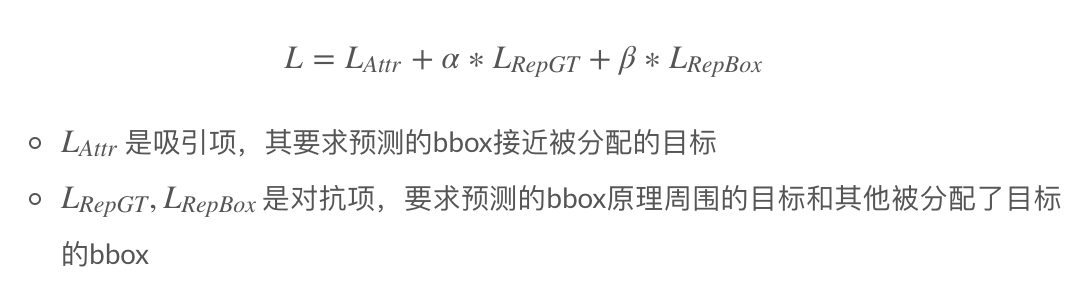 L = L_{Attr} + α * L_{RepGT} + β * L_{RepBox}
L_{Attr} 是吸引项，其要求预测的bbox接近被分配的目标
L_{RepGT}, L_{RepBox} 是对抗项，要求预测的bbox原理周围的目标和其他被分配了目标
的bbox